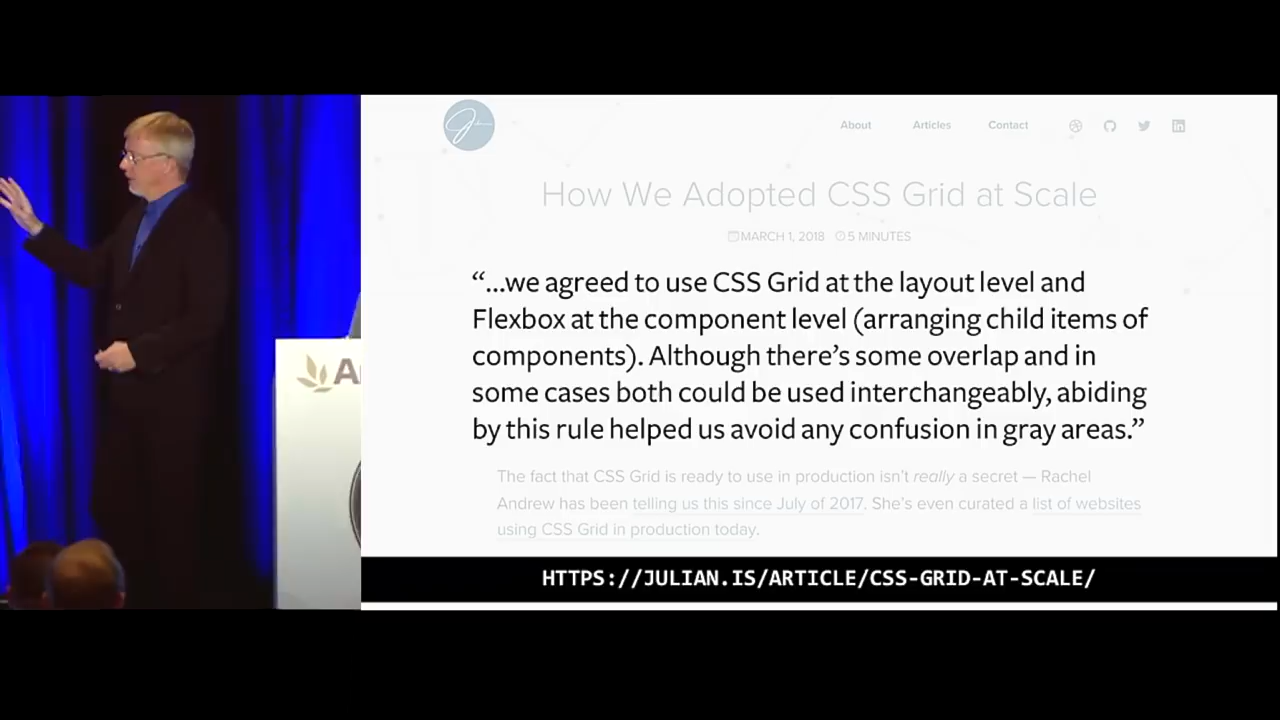 About Articles Contact
How We Adopted CSS Grid at Scale
MARCH 1, 2018 5 MINUTES
“...we agreed to use CSS Grid at the layout level and
Flexbox at the component level (arranging child items of
components). Although there’s some overlap and in
some cases both could be used interchangeably, abiding
by this rule helped us avoid any confusion in gray areas.”
The fact that CSS Grid is ready to use in production isn’t really a secret — Rachel
Andrew has been telling us this since July of 2017. She’s even curated a list of websites
using CSS Grid in production today.
HTTPS://JULIAN.IS/ARTICLE/CSS-GRID-AT-SCALE/